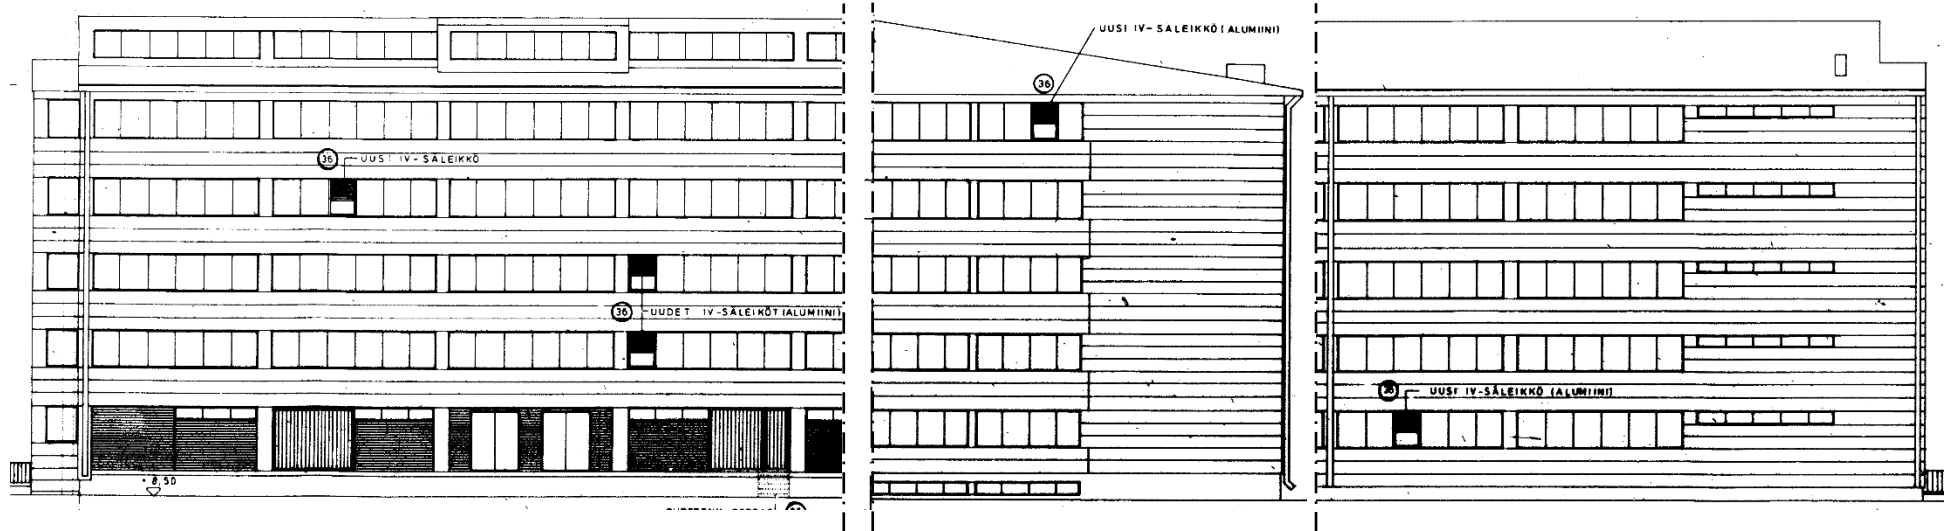 UUSI IV-SÄLEIKKÖ (ALUMIINI)
36
36 UUSI IV-SÄLEIKKÖ
36 UUDET IV-SÄLEIKÖT (ALUMIINI)
36 UUSI IV-SÄLEIKKÖ (ALUMIINI)
+ 8,50